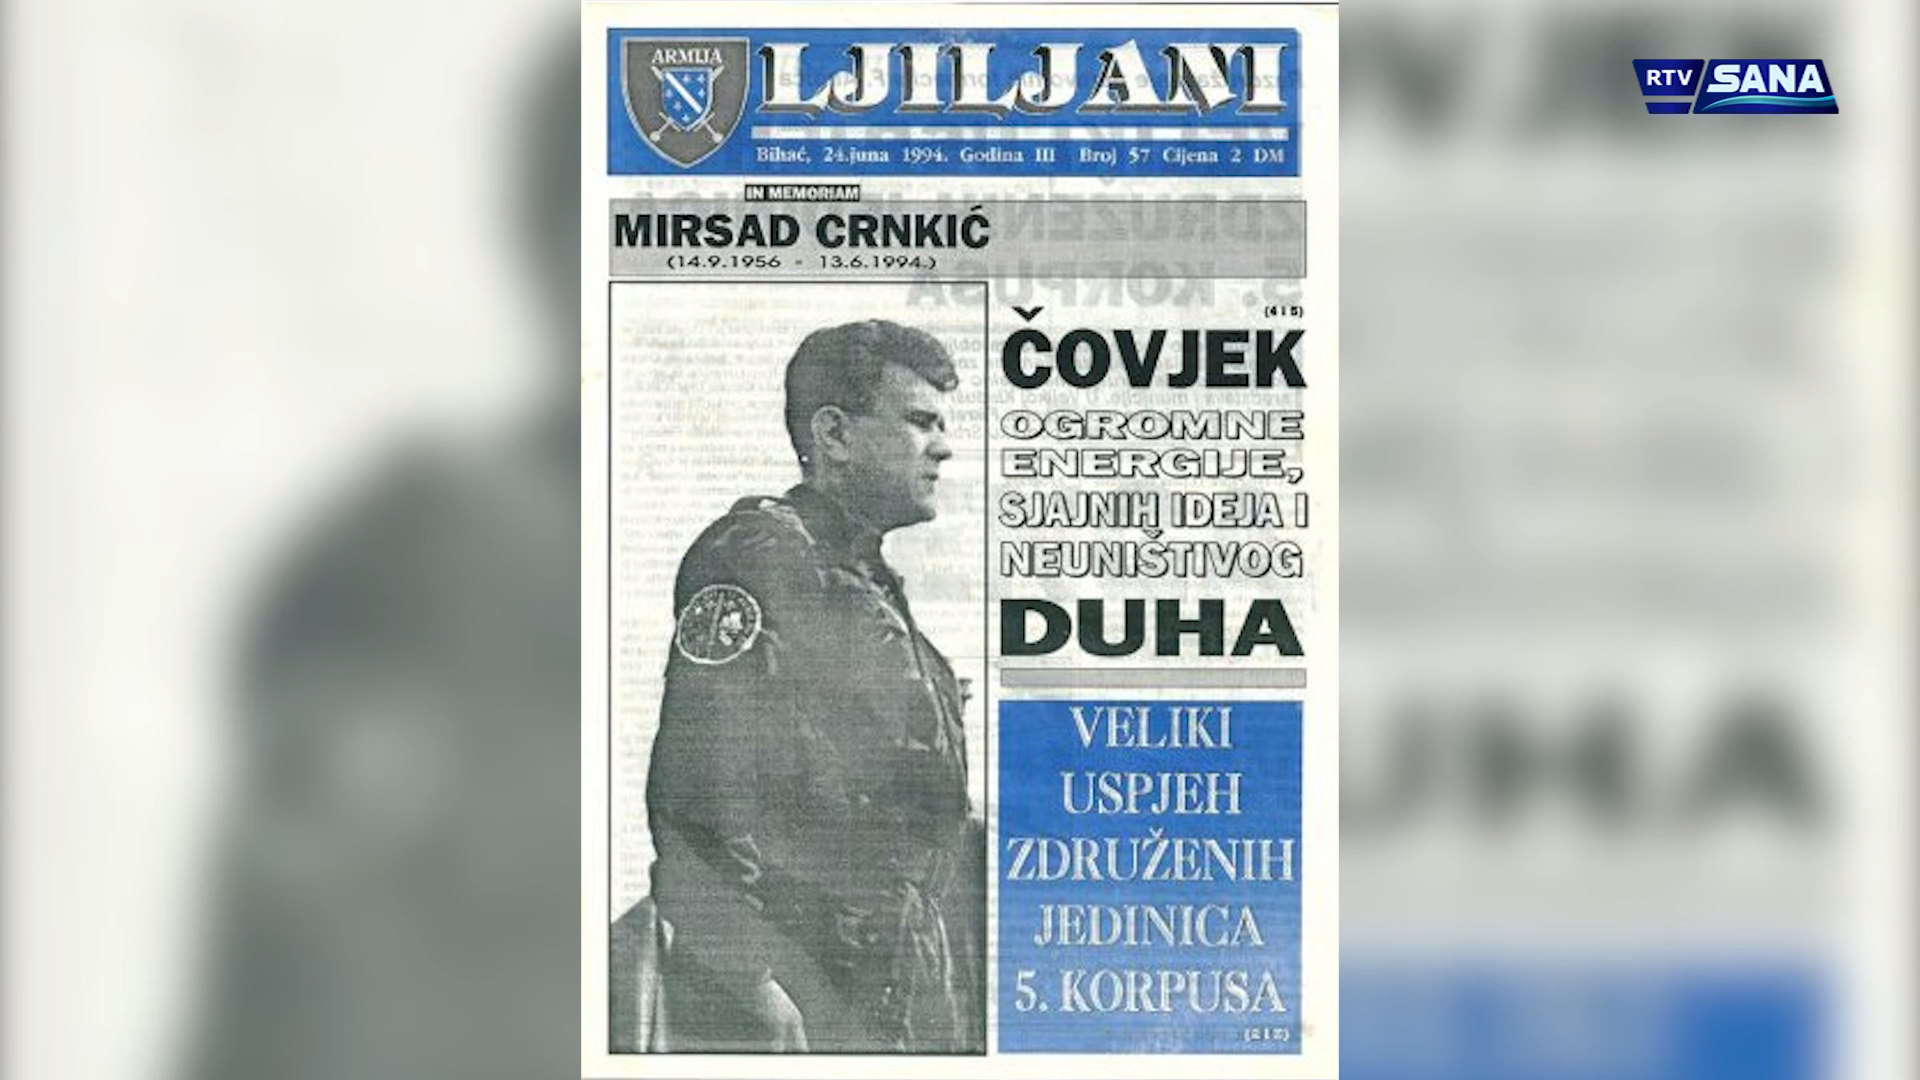 RTV SANA
ARMIJA
LJILJANI
Bihać, 24.juna 1994. Godina III Broj 57 Cijena 2 DM
IN MEMORIAM
MIRSAD CRNKIĆ
(14.9.1956 - 13.6.1994.)
(4 i 5)
ČOVJEK
OGROMNE
ENERGIJE,
SJAJNIH IDEJA I
NEUNIŠTIVOG
DUHA
VELIKI
USPJEH
ZDRUŽENIH
JEDINICA
5. KORPUSA